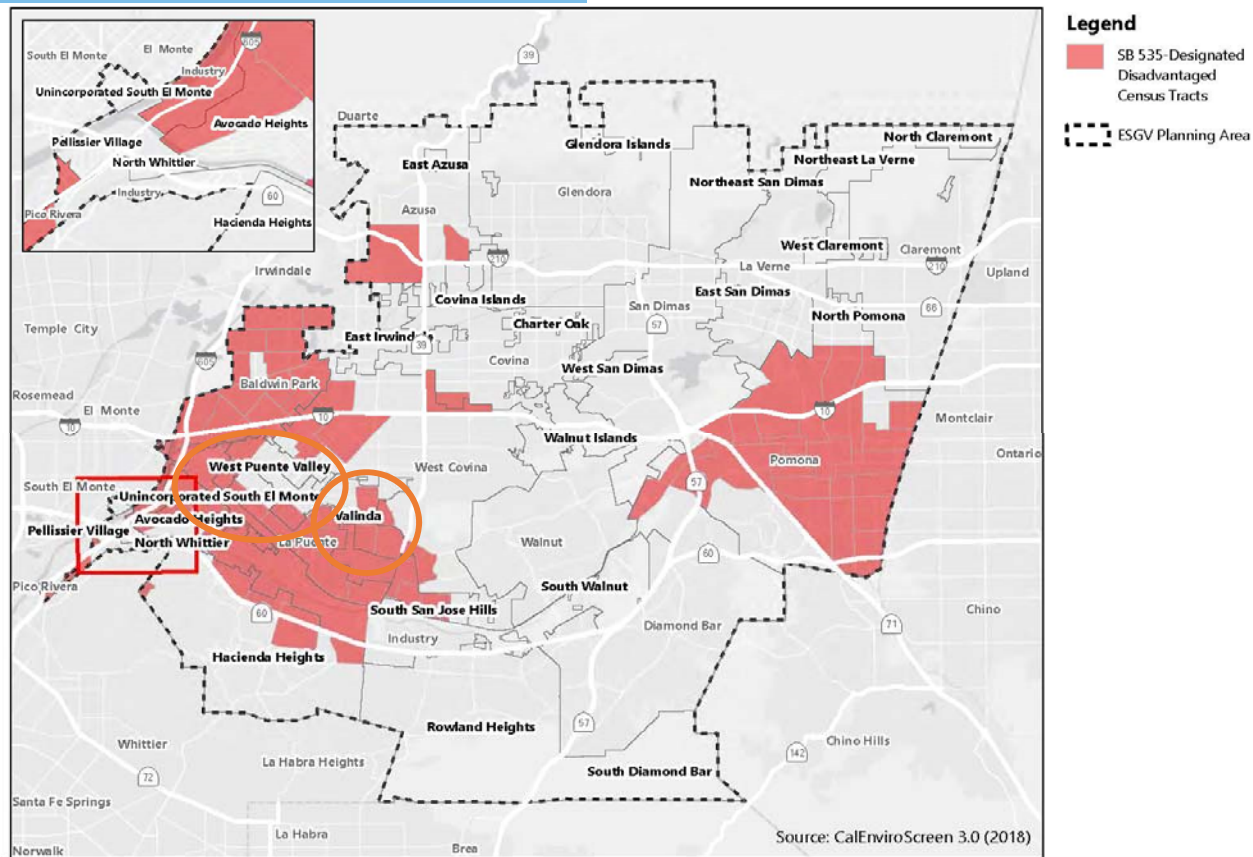 Legend
SB 535-Designated
Disadvantaged
Census Tracts
ESGV Planning Area
South El Monte
El Monte
605
Industry
Unincorporated South El Monte
Avocado Heights
Pellissier Village
North Whittier
Industry
60
Pico Rivera
Hacienda Heights
39
Duarte
Glendora Islands
North Claremont
East Azusa
Northeast La Verne
Northeast San Dimas
Glendora
Azusa
West Claremont
Claremont
Irwindale
210
La Verne
210
Upland
Covina Islands
East San Dimas
San Dimas
66
Temple City
Charter Oak
57
North Pomona
East Irwindale
39
605
Covina
West San Dimas
Baldwin Park
Rosemead
El Monte
10
10
10
Montclair
Walnut Islands
Ontario
West Puente Valley
West Covina
Pomona
South El Monte
57
Unincorporated South El Monte
Valinda
Avocado Heights
Pellissier Village
North Whittier
La Puente
Walnut
60
Pico Rivera
South Walnut
60
South San Jose Hills
Chino
Industry
Diamond Bar
71
Hacienda Heights
57
Rowland Heights
Whittier
Chino Hills
142
La Habra Heights
72
South Diamond Bar
Santa Fe Springs
La Habra
Source: CalEnviroScreen 3.0 (2018)
Norwalk
Brea